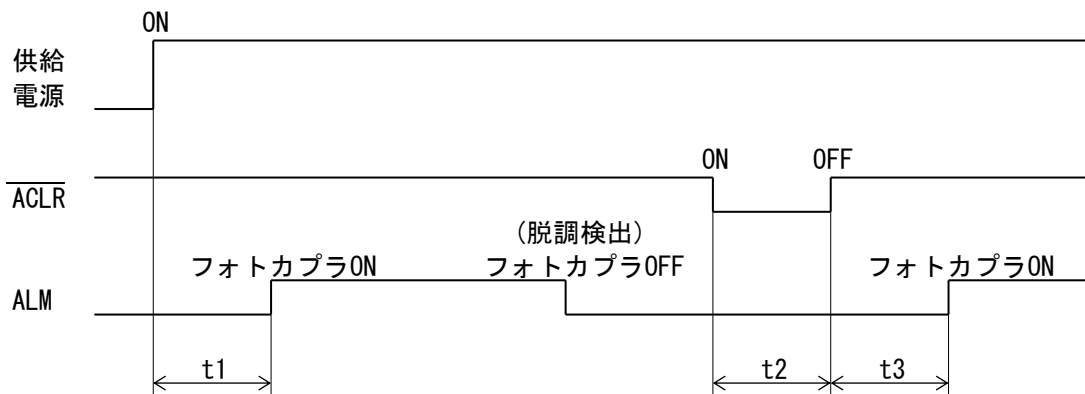 ON
供給
電源
ON OFF
ACLR
(脱調検出)
フォトカプラON フォトカプラOFF フォトカプラON
ALM
t1 t2 t3